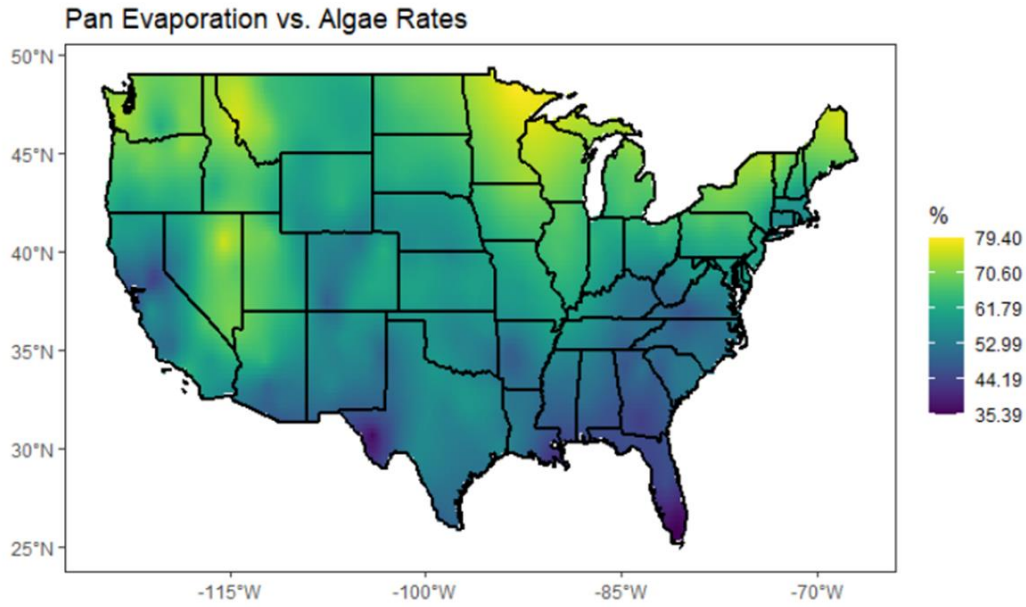 Pan Evaporation vs. Algae Rates
50°N
45°N
40°N
35°N
30°N
25°N
-115°W
-100°W
-85°W
-70°W
%
79.40
70.60
61.79
52.99
44.19
35.39